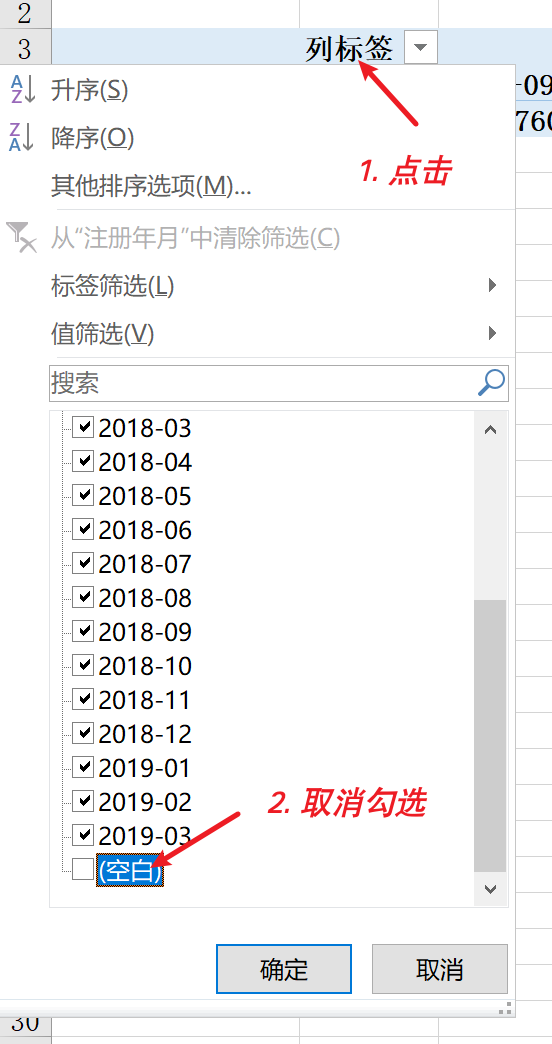 2
3
列标签
-09
760
升序(S)
1. 点击
降序(O)
其他排序选项(M)...
从“注册年月”中清除筛选(C)
标签筛选(L)
值筛选(V)
搜索
2018-03
2018-04
2018-05
2018-06
2018-07
2018-08
2018-09
2018-10
2018-11
2018-12
2019-01
2019-02
2. 取消勾选
2019-03
(空白)
确定
取消
30